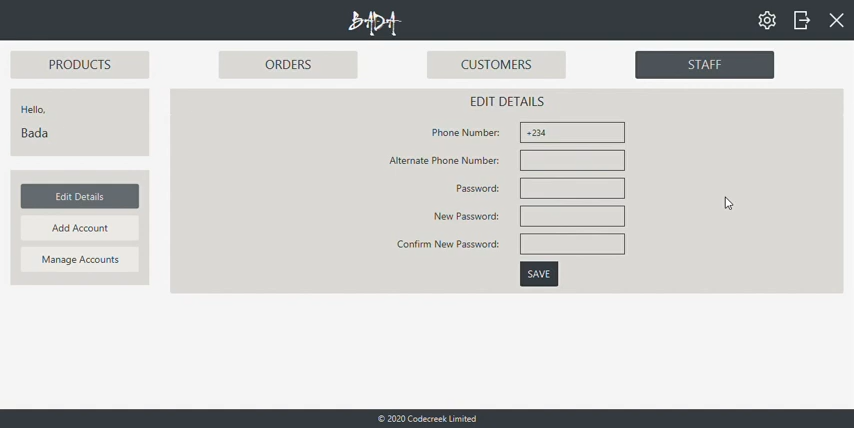 BADA
PRODUCTS
ORDERS
CUSTOMERS
STAFF
Hello,
Bada
Edit Details
Add Account
Manage Accounts
EDIT DETAILS
Phone Number:
+234
Alternate Phone Number:
Password:
New Password:
Confirm New Password:
SAVE
© 2020 Codecreek Limited